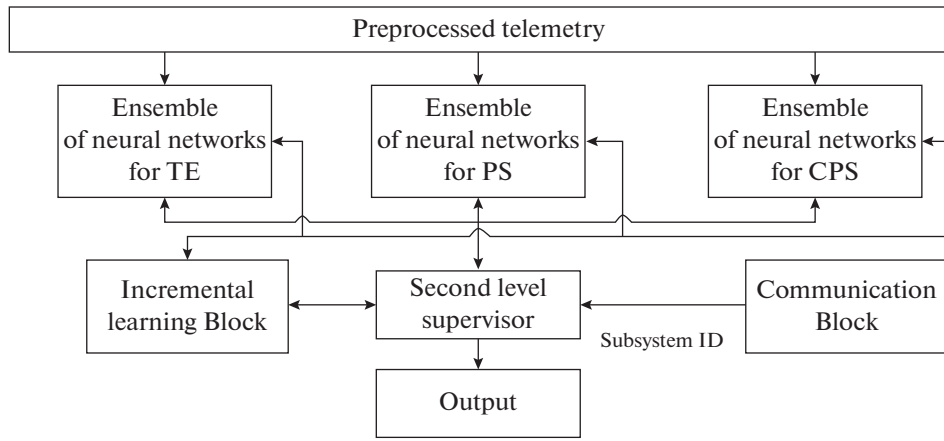 Preprocessed telemetry
Ensemble
of neural networks
for TE
Ensemble
of neural networks
for PS
Ensemble
of neural networks
for CPS
Incremental
learning Block
Second level
supervisor
Communication
Block
Subsystem ID
Output